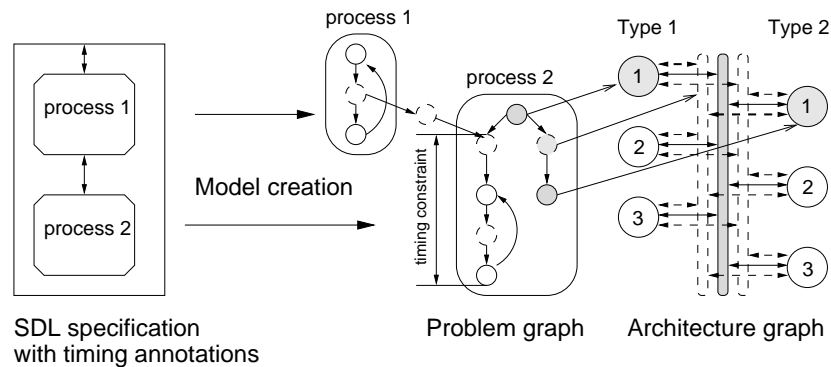 process 1
Type 1
Type 2
process 1
process 2
1
1
Model creation
timing constraint
2
2
process 2
3
3
SDL specification
with timing annotations
Problem graph
Architecture graph